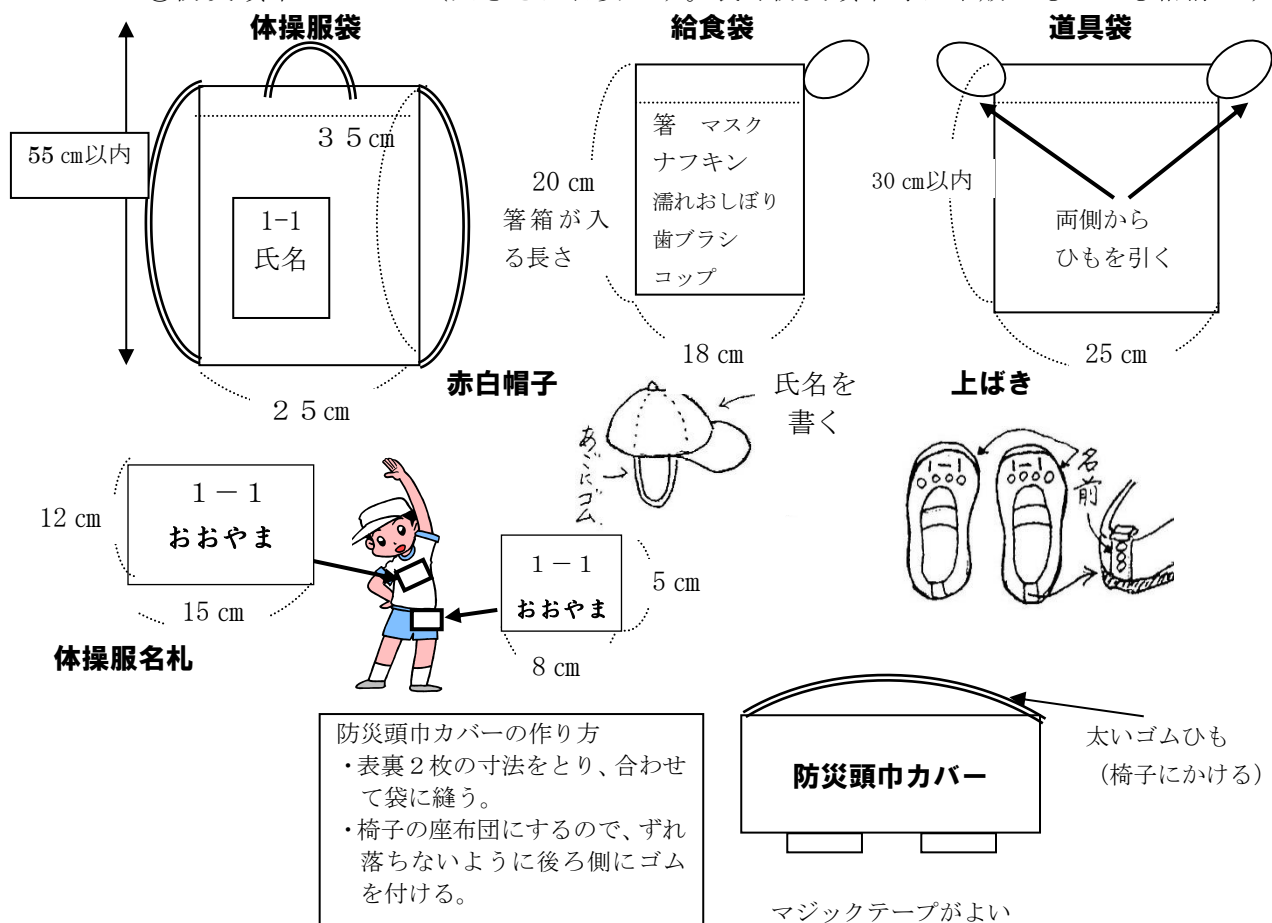 体操服袋
給食袋
道具袋
55 ㎝以内
３５㎝
1−1
氏名
２５㎝
20 ㎝
箸箱が入
る長さ
箸　マスク
ナフキン
濡れおしぼり
歯ブラシ
コップ
18 ㎝
30 ㎝以内
両側から
ひもを引く
25 ㎝
赤白帽子
氏名を
書く
あごにゴム
上ばき
1-1
1-1
名前
12 ㎝
１－１
おおやま
15 ㎝
体操服名札
１－１
おおやま
5 ㎝
8 ㎝
防災頭巾カバーの作り方
・表裏２枚の寸法をとり、合わせ
て袋に縫う。
・椅子の座布団にするので、ずれ
落ちないように後ろ側にゴム
を付ける。
防災頭巾カバー
太いゴムひも
（椅子にかける）
マジックテープがよい